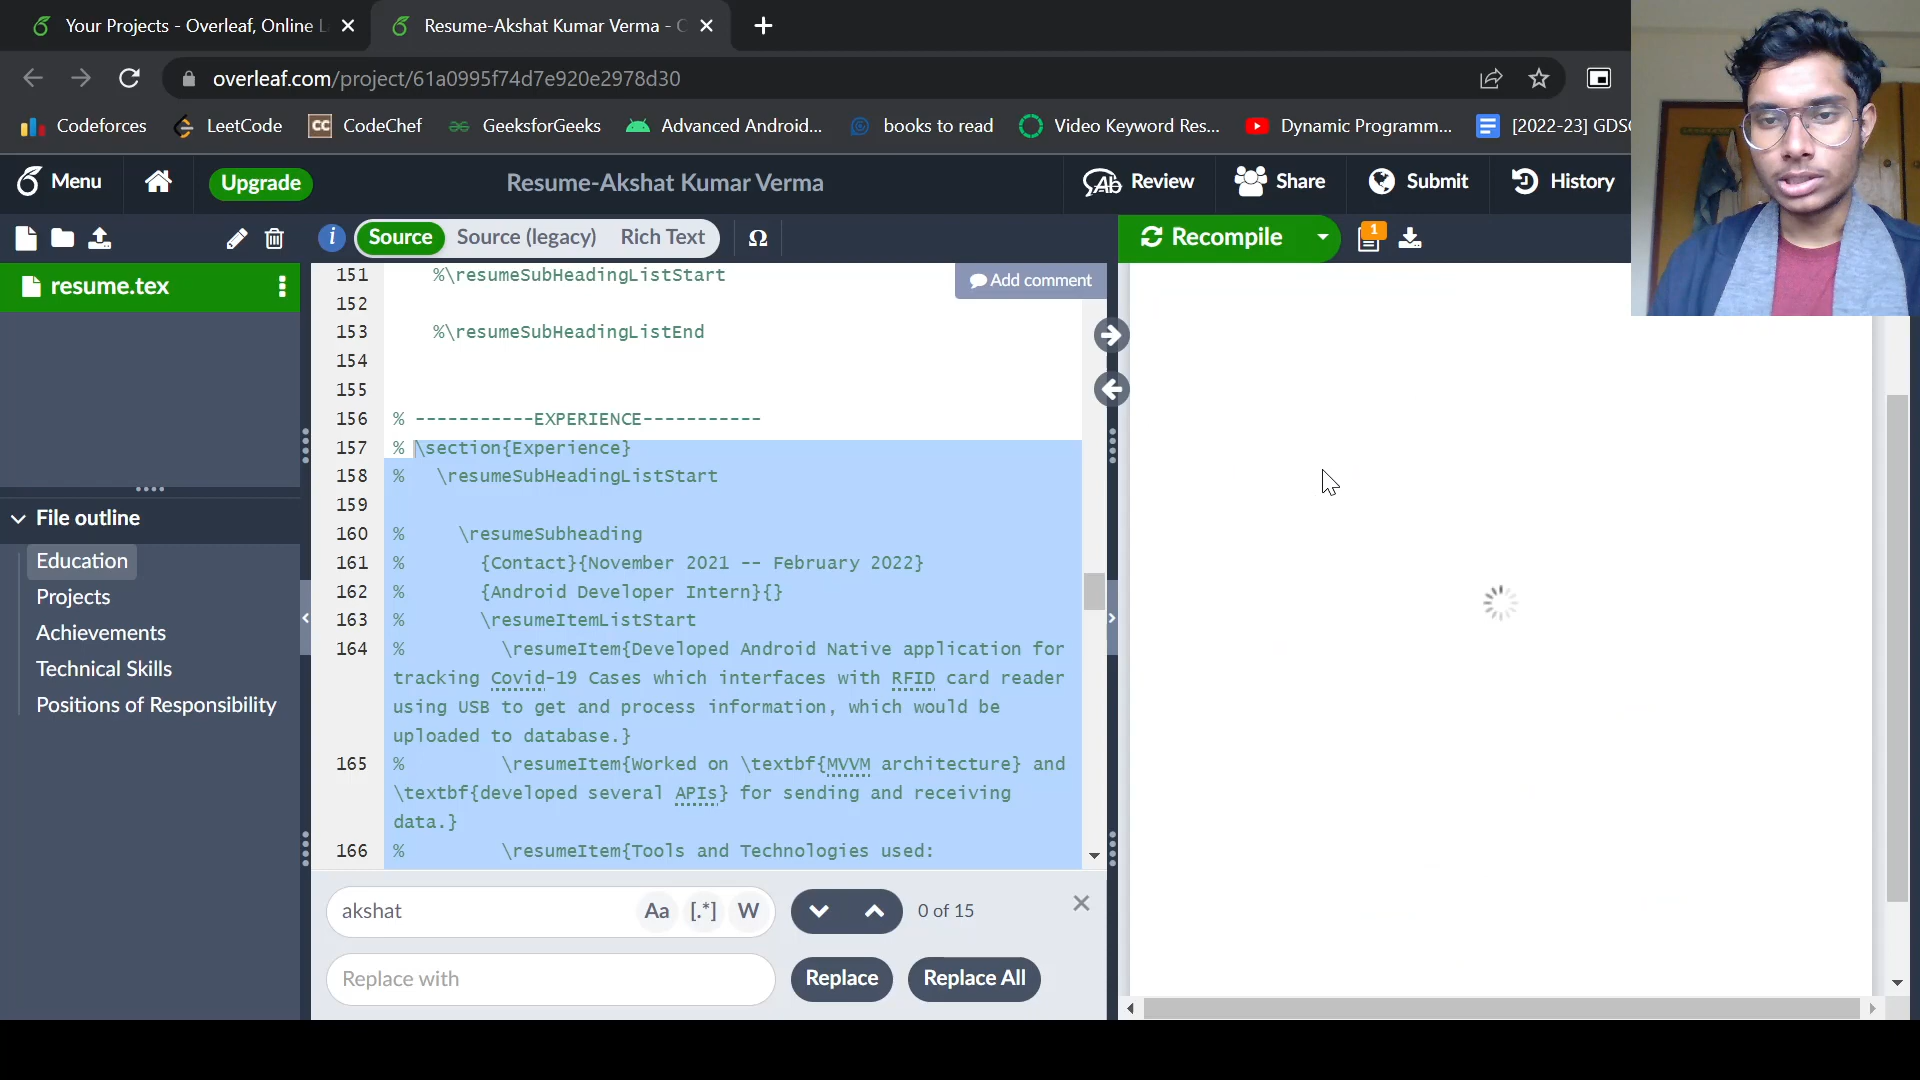 Your Projects - Overleaf, Online L
Resume-Akshat Kumar Verma - O
overleaf.com/project/61a0995f74d7e920e2978d30
Codeforces
LeetCode
CC CodeChef
GeeksforGeeks
Advanced Android...
books to read
Video Keyword Res...
Dynamic Programm...
[2022-23] GDSC
Menu
Upgrade
Resume-Akshat Kumar Verma
Ab Review
Share
Submit
History
i
Source
Source (legacy)
Rich Text
Ω
Recompile
1
resume.tex
Add comment
151 %\resumeSubHeadingListStart
152
153 %\resumeSubHeadingListEnd
154
155
156 % -----------EXPERIENCE-----------
157 % \section{Experience}
158 % \resumeSubHeadingListStart
159
160 % \resumeSubheading
161 % {Contact}{November 2021 -- February 2022}
162 % {Android Developer Intern}{}
163 % \resumeItemListStart
164 % \resumeItem{Developed Android Native application for
tracking Covid-19 Cases which interfaces with RFID card reader
using USB to get and process information, which would be
uploaded to database.}
165 % \resumeItem{Worked on \textbf{MVVM architecture} and
\textbf{developed several APIs} for sending and receiving
data.}
166 % \resumeItem{Tools and Technologies used:
File outline
Education
Projects
Achievements
Technical Skills
Positions of Responsibility
akshat
Aa
[.*]
W
0 of 15
Replace with
Replace
Replace All